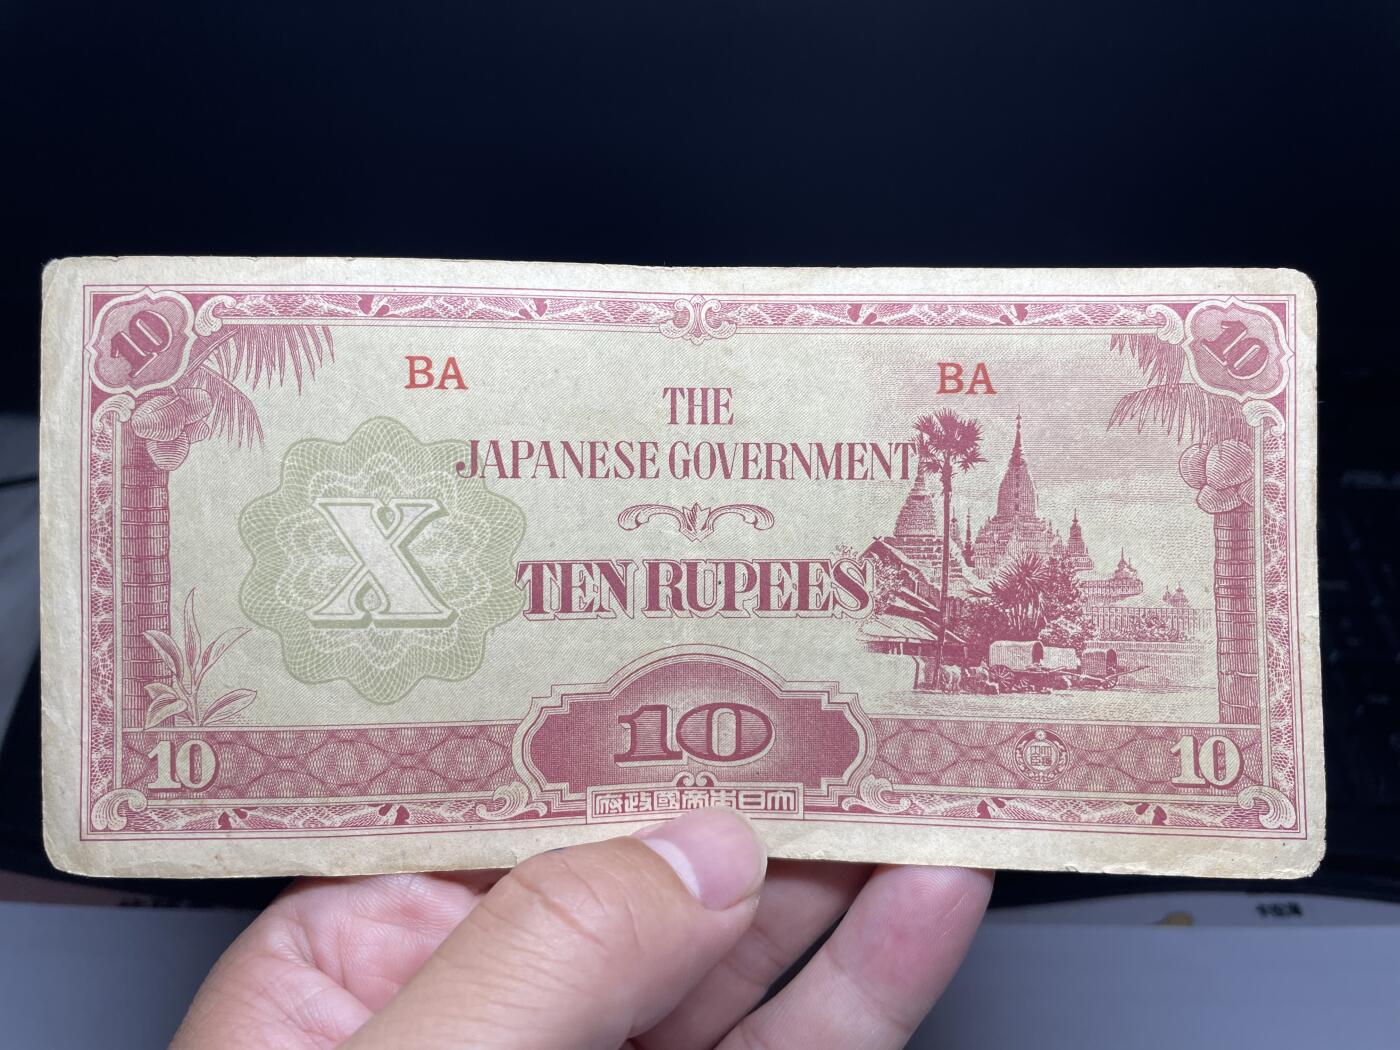 10
10
BA
BA
THE
JAPANESE GOVERNMENT
X
TEN RUPEES
10
10
10
府政國帝本日大